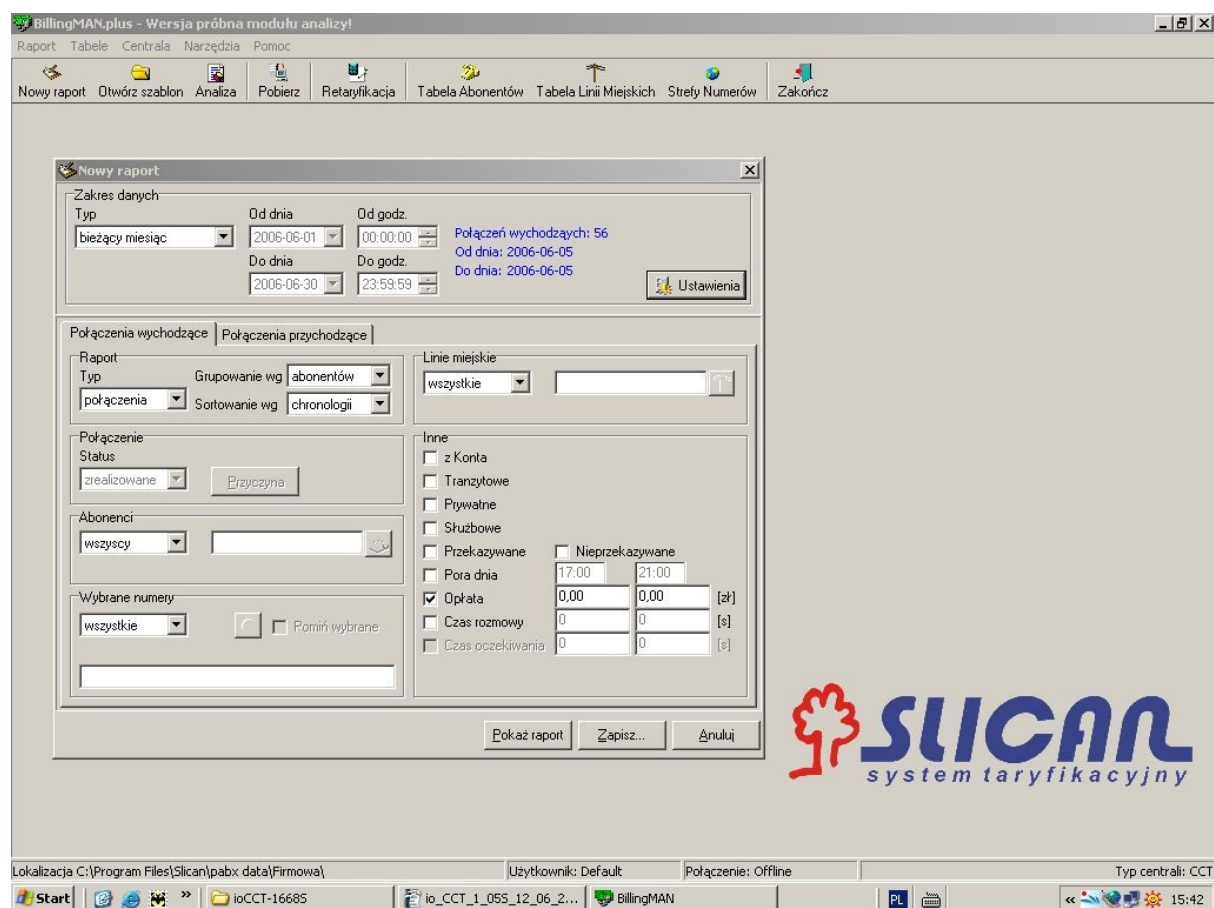 BillingMAN.plus - Wersja próbna modułu analizy!
Raport Tabele Centrala Narzędzia Pomoc
Nowy raport Otwórz szablon Analiza Pobierz Retaryfikacja Tabela Abonentów Tabela Linii Miejskich Strefy Numerów Zakończ
Nowy raport
Zakres danych
Typ Od dnia Od godz.
bieżący miesiąc 2006-06-01 00:00:00 Połączeń wychodząych: 56
Od dnia: 2006-06-05
Do dnia Do godz.
Do dnia: 2006-06-05
2006-06-30 23:59:59 Ustawienia
Połączenia wychodzące Połączenia przychodzące
Raport
Typ Grupowanie wg abonentów
połączenia Sortowanie wg chronologii
Linie miejskie
wszystkie
Połączenie
Status
zrealizowane Przyczyna
Abonenci
wszyscy
Wybrane numery
wszystkie Pomiń wybrane
Inne
z Konta
Tranzytowe
Prywatne
Służbowe
Przekazywane Nieprzekazywane
Pora dnia 17:00 21:00
Opłata 0,00 0,00 [zł]
Czas rozmowy 0 0 [s]
Czas oczekiwania 0 0 [s]
Pokaż raport Zapisz... Anuluj
SLICAN
system taryfikacyjny
Lokalizacja C:\Program Files\Slican\pabx data\Firmowa\ Użytkownik: Default Połączenie: Offline Typ centrali: CCT
Start » ioCCT-1668S io_CCT_1_055_12_06_2... BillingMAN PL « 15:42